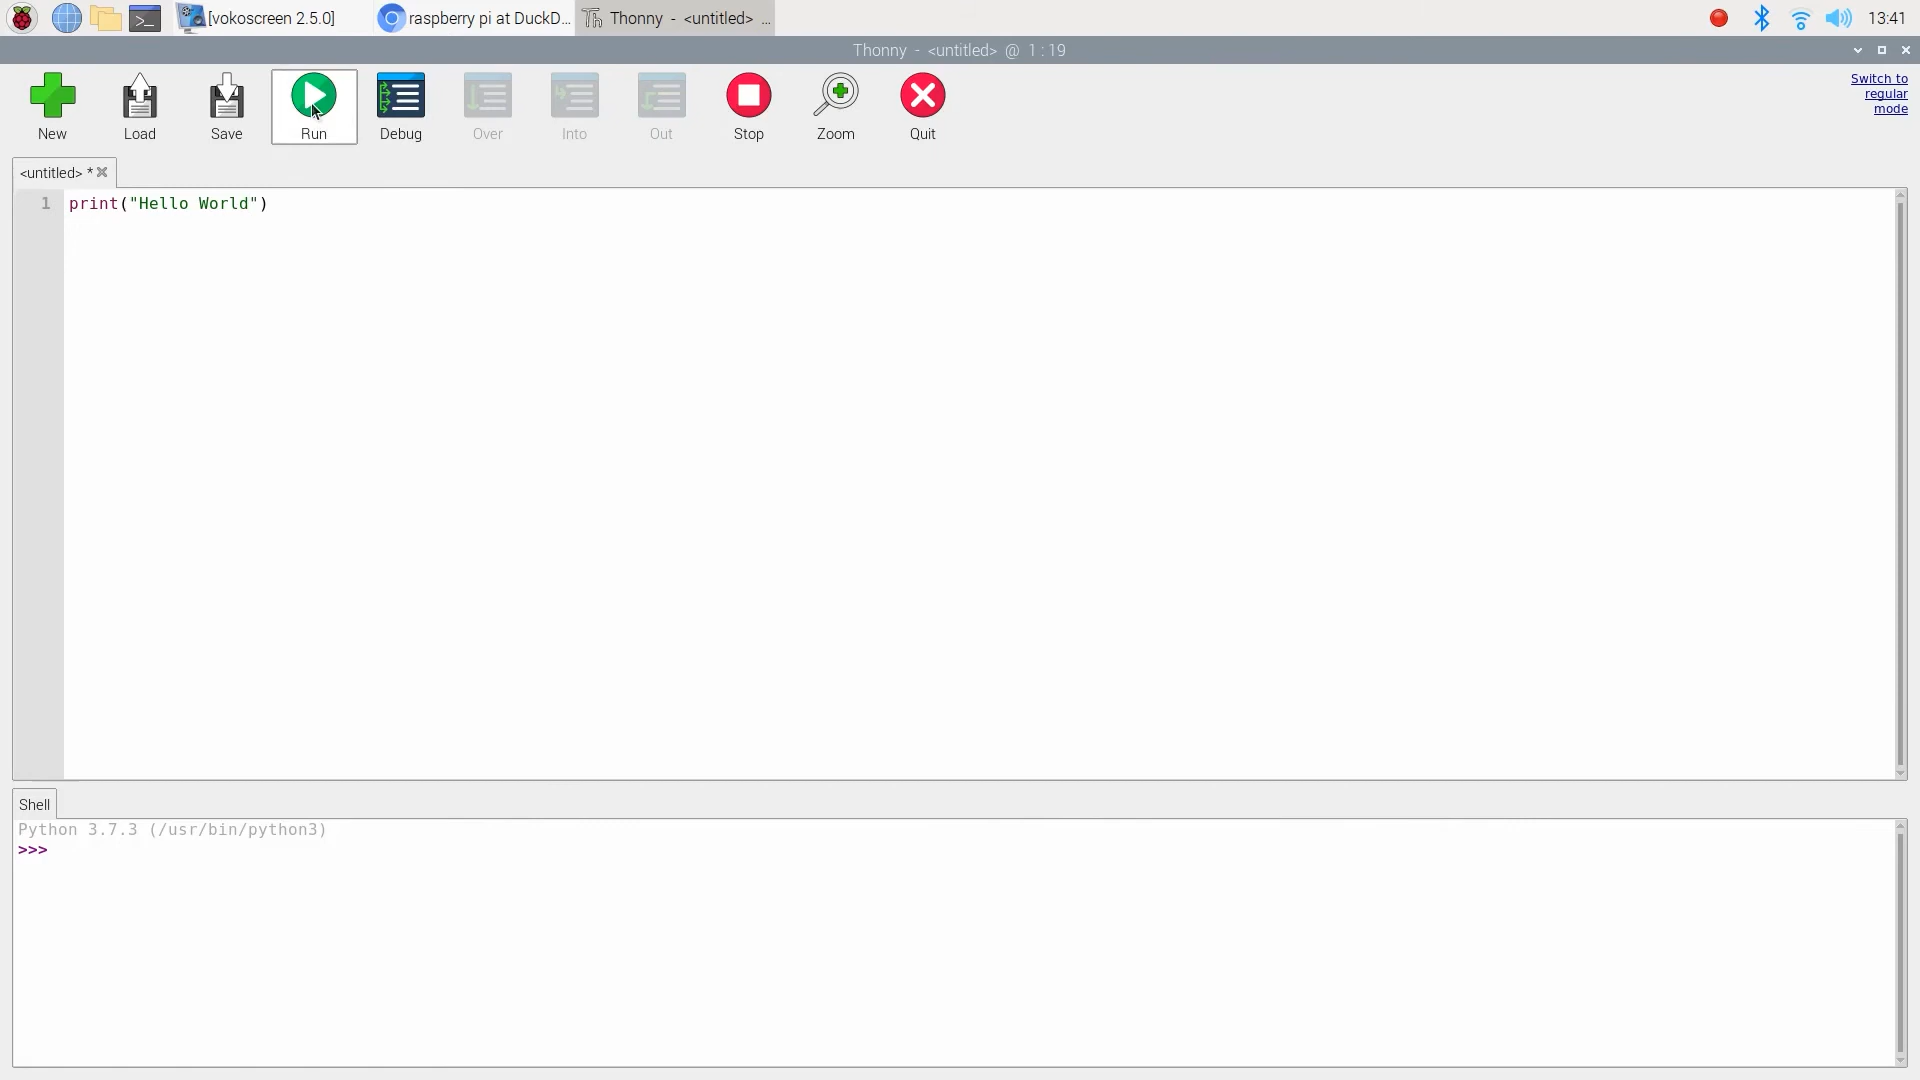 [vokoscreen 2.5.0]
raspberry pi at DuckD...
Th Thonny - <untitled> ...
13:41
Thonny - <untitled> @ 1 : 19
New
Load
Save
Run
Debug
Over
Into
Out
Stop
Zoom
Quit
Switch to
regular
mode
<untitled> *
1 print("Hello World")
Shell
Python 3.7.3 (/usr/bin/python3)
>>>